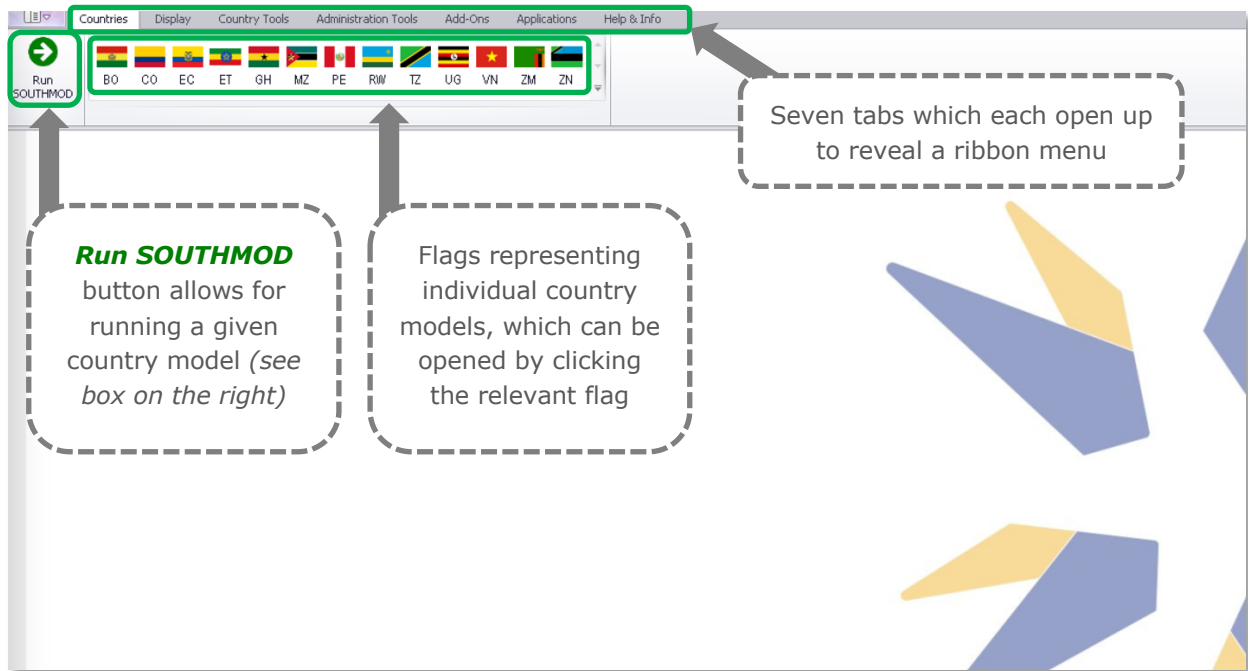 Countries Display Country Tools Administration Tools Add-Ons Applications Help & Info
Run
SOUTHMOD
BO CO EC ET GH MZ PE RW TZ UG VN ZM ZN
Seven tabs which each open up
to reveal a ribbon menu
Run SOUTHMOD
button allows for
running a given
country model (see
box on the right)
Flags representing
individual country
models, which can be
opened by clicking
the relevant flag